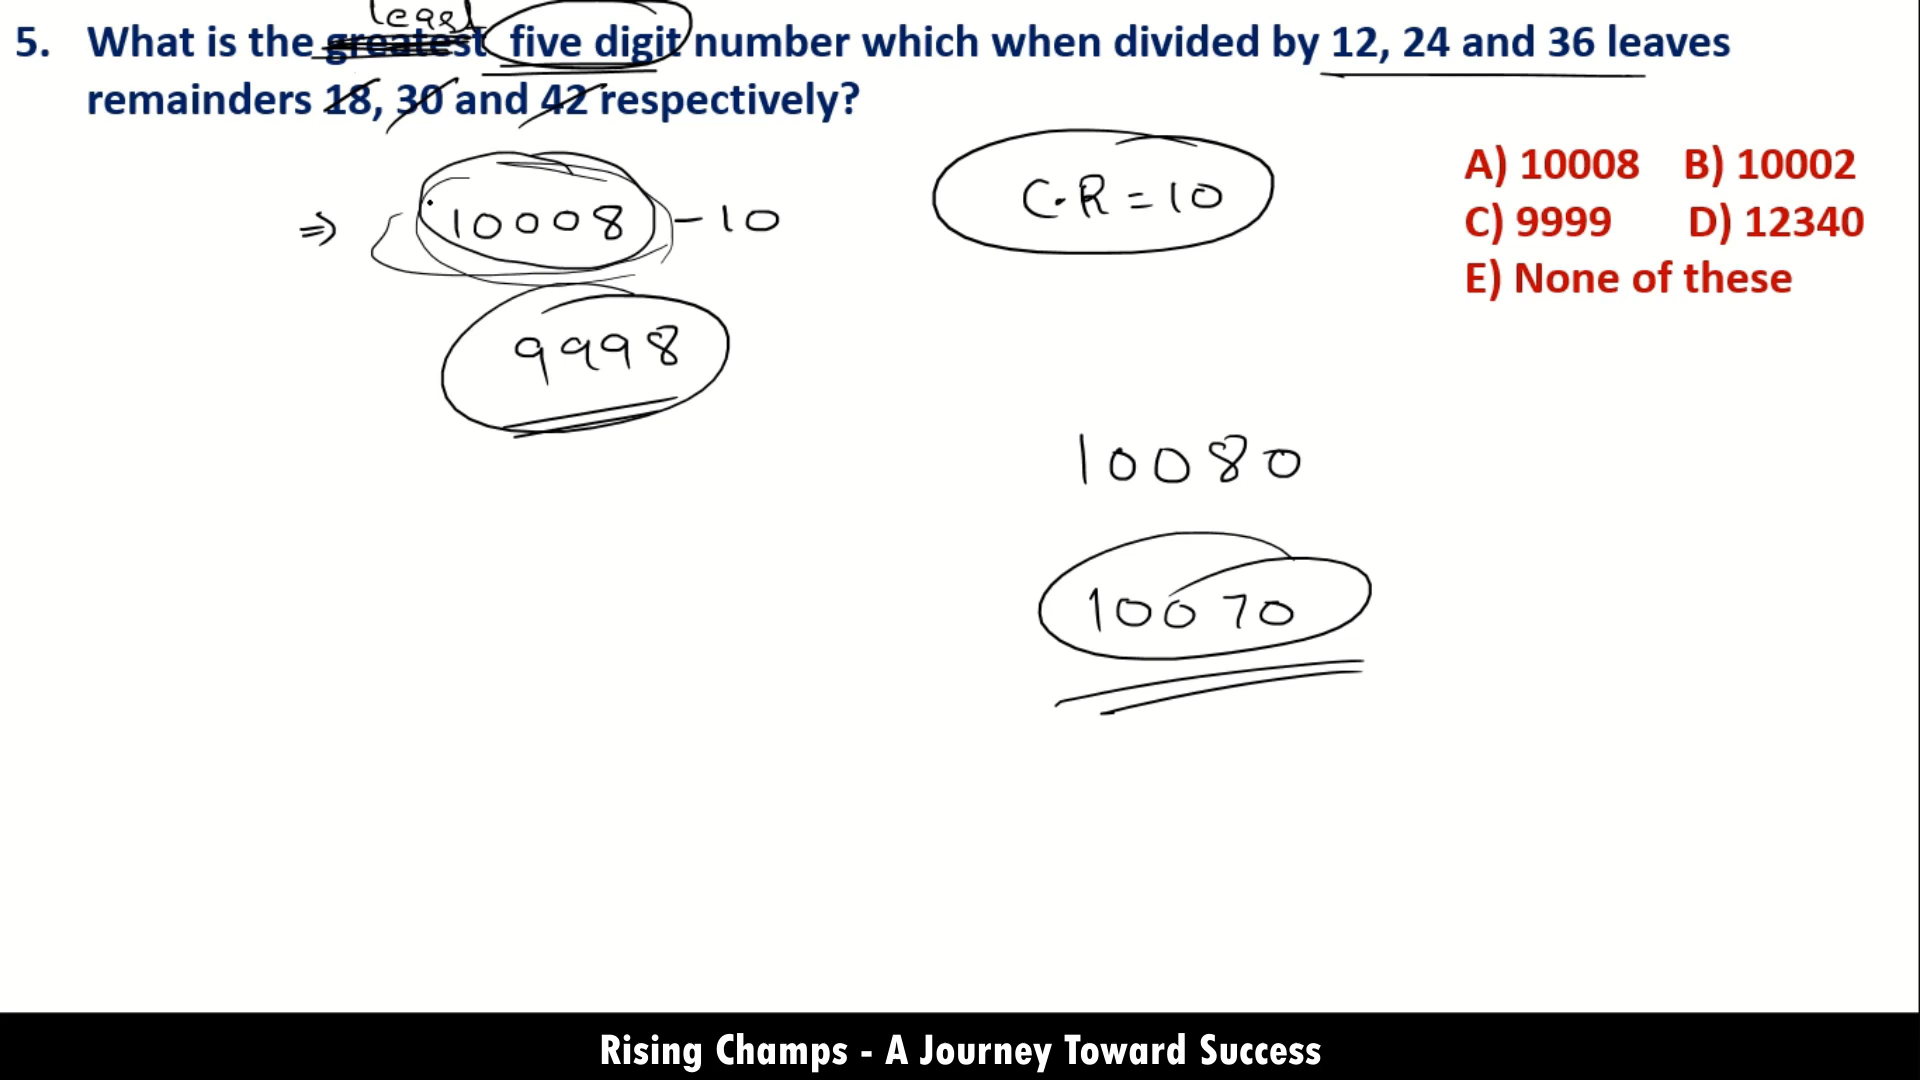 least
5. What is the greatest five digit number which when divided by 12, 24 and 36 leaves
remainders 18, 30 and 42 respectively?
A) 10008 B) 10002
C) 9999 D) 12340
E) None of these
⇒ 10008 - 10
C.R = 10
9998
10080
10070
Rising Champs - A Journey Toward Success